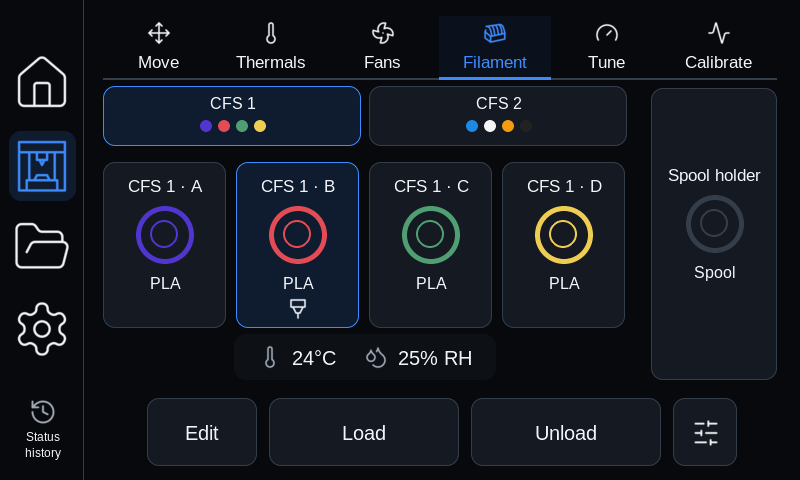 Move
Thermals
Fans
Filament
Tune
Calibrate
CFS 1
CFS 2
CFS 1 · A
CFS 1 · B
CFS 1 · C
CFS 1 · D
PLA
PLA
PLA
PLA
Spool holder
Spool
24°C
25% RH
Edit
Load
Unload
Status
history